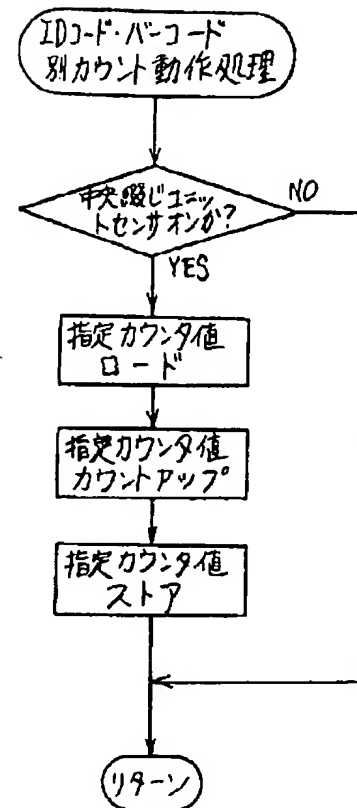 IDコード・バーコード
別カウント動作処理
中央綴じユニッ
トセンサオンか?
NO
YES
指定カウンタ値
ロード
指定カウンタ値
カウントアップ
指定カウンタ値
ストア
リターン